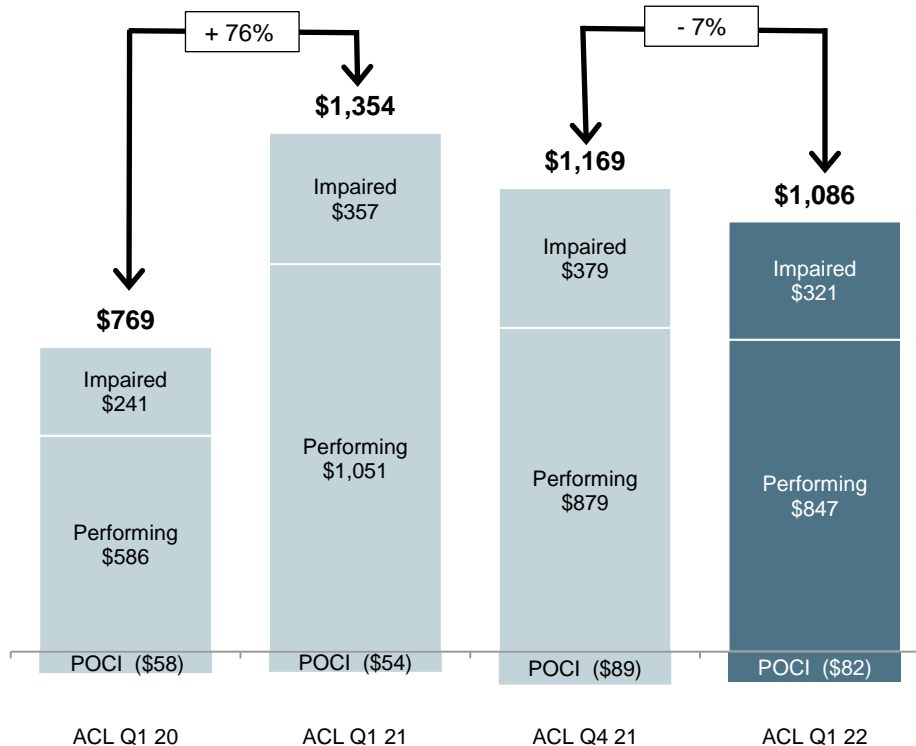 + 76%
- 7%
$1,354
$1,169
$1,086
$769
Impaired
$241
Performing
$586
POCI ($58)
Impaired
$357
Performing
$1,051
POCI ($54)
Impaired
$379
Performing
$879
POCI ($89)
Impaired
$321
Performing
$847
POCI ($82)
ACL Q1 20
ACL Q1 21
ACL Q4 21
ACL Q1 22